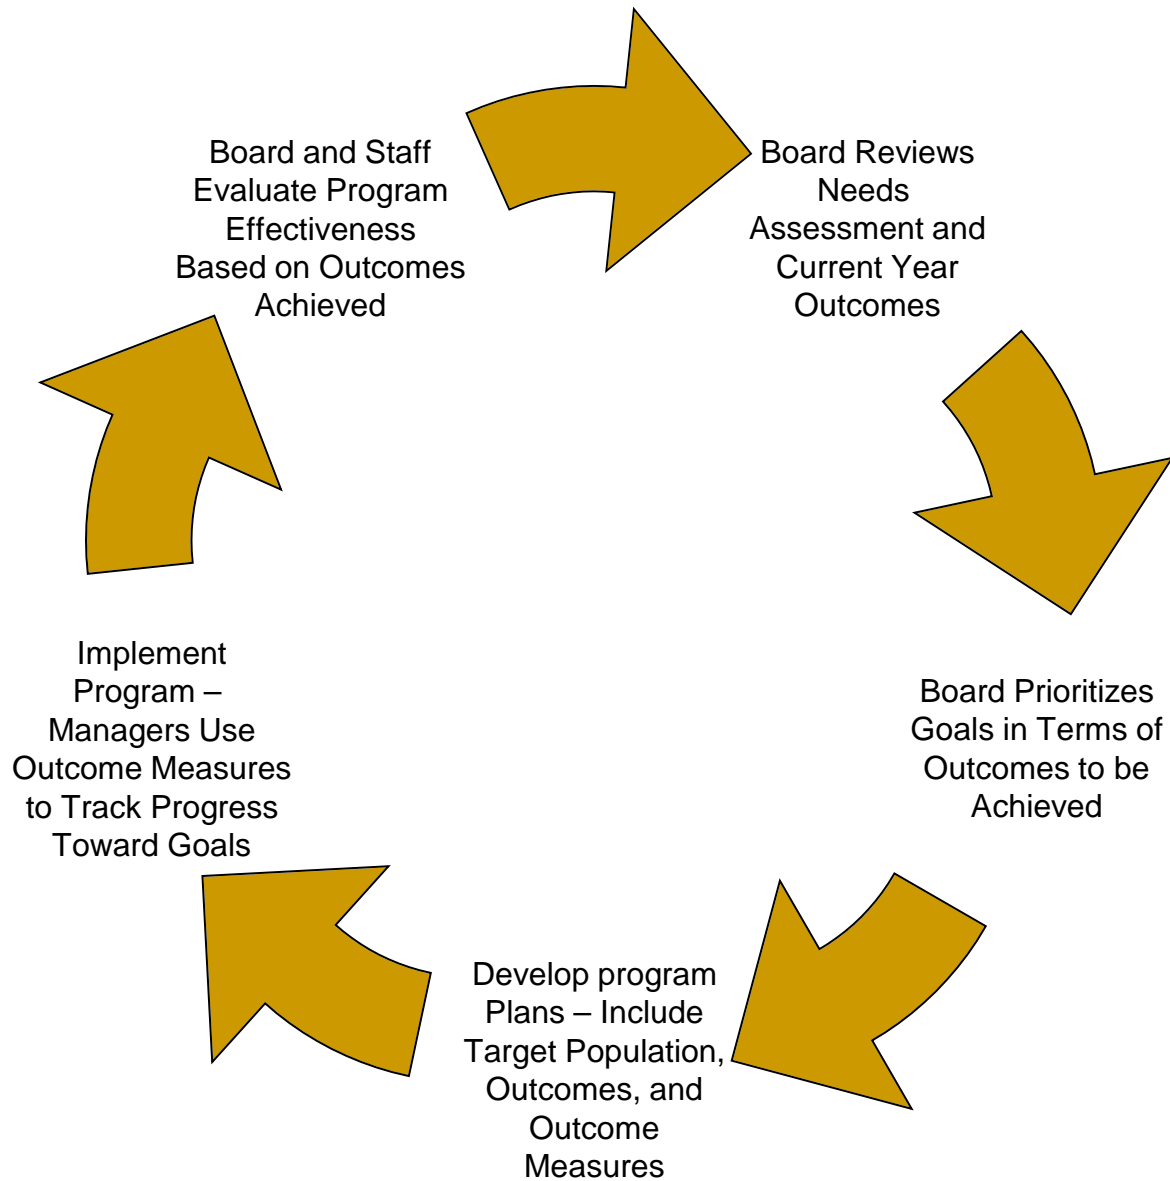 Board and Staff
Evaluate Program
Effectiveness
Based on Outcomes
Achieved
Board Reviews
Needs
Assessment and
Current Year
Outcomes
Board Prioritizes
Goals in Terms of
Outcomes to be
Achieved
Develop program
Plans – Include
Target Population,
Outcomes, and
Outcome
Measures
Implement
Program –
Managers Use
Outcome Measures
to Track Progress
Toward Goals